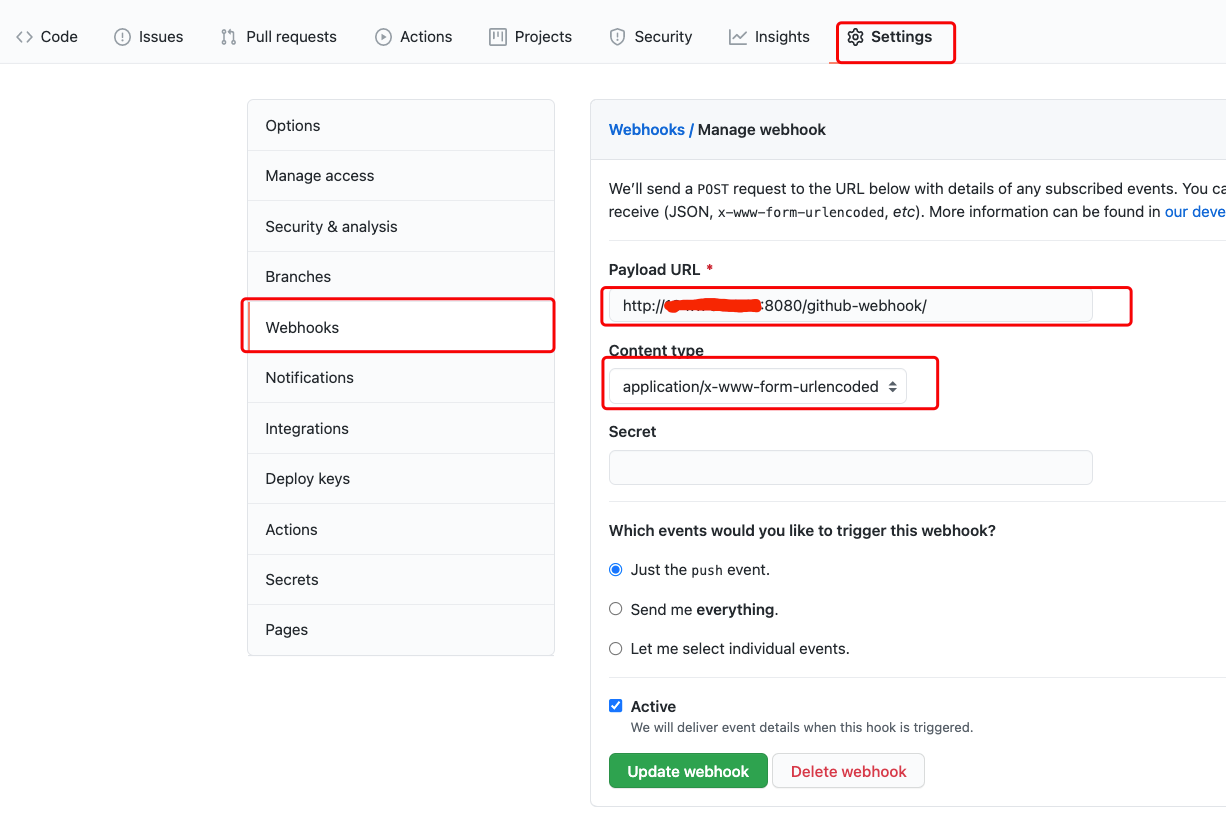 Code Issues Pull requests Actions Projects Security Insights Settings
Options
Manage access
Security & analysis
Branches
Webhooks
Notifications
Integrations
Deploy keys
Actions
Secrets
Pages
Webhooks / Manage webhook
We'll send a POST request to the URL below with details of any subscribed events. You ca
receive (JSON, x-www-form-urlencoded, etc). More information can be found in our deve
Payload URL *
http:// :8080/github-webhook/
Content type
application/x-www-form-urlencoded
Secret
Which events would you like to trigger this webhook?
Just the push event.
Send me everything.
Let me select individual events.
Active
We will deliver event details when this hook is triggered.
Update webhook Delete webhook